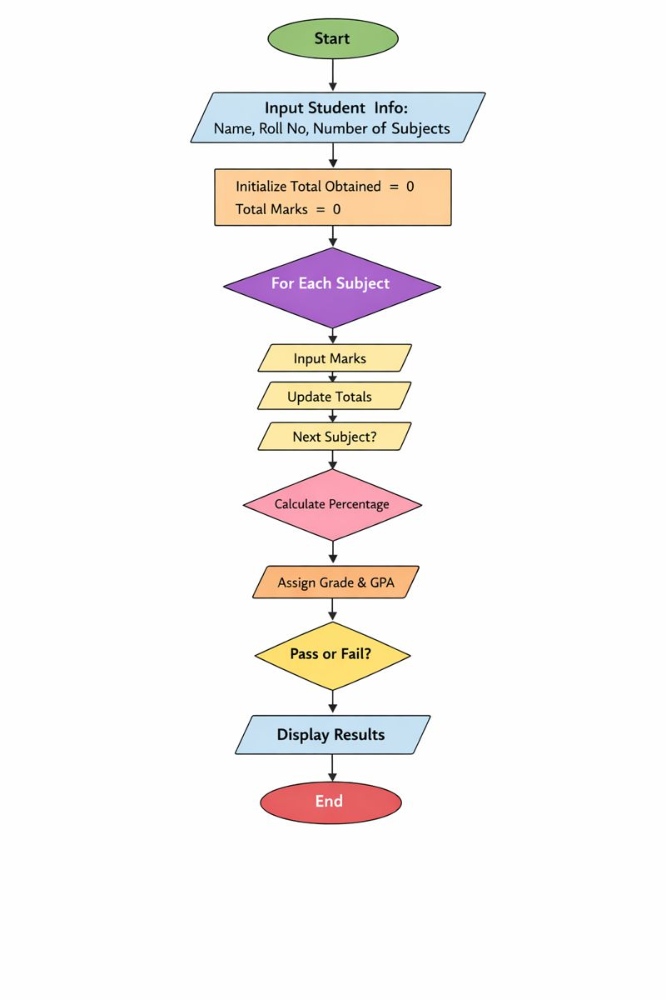 Start
Input Student Info:
Name, Roll No, Number of Subjects
Initialize Total Obtained = 0
Total Marks = 0
For Each Subject
Input Marks
Update Totals
Next Subject?
Calculate Percentage
Assign Grade & GPA
Pass or Fail?
Display Results
End